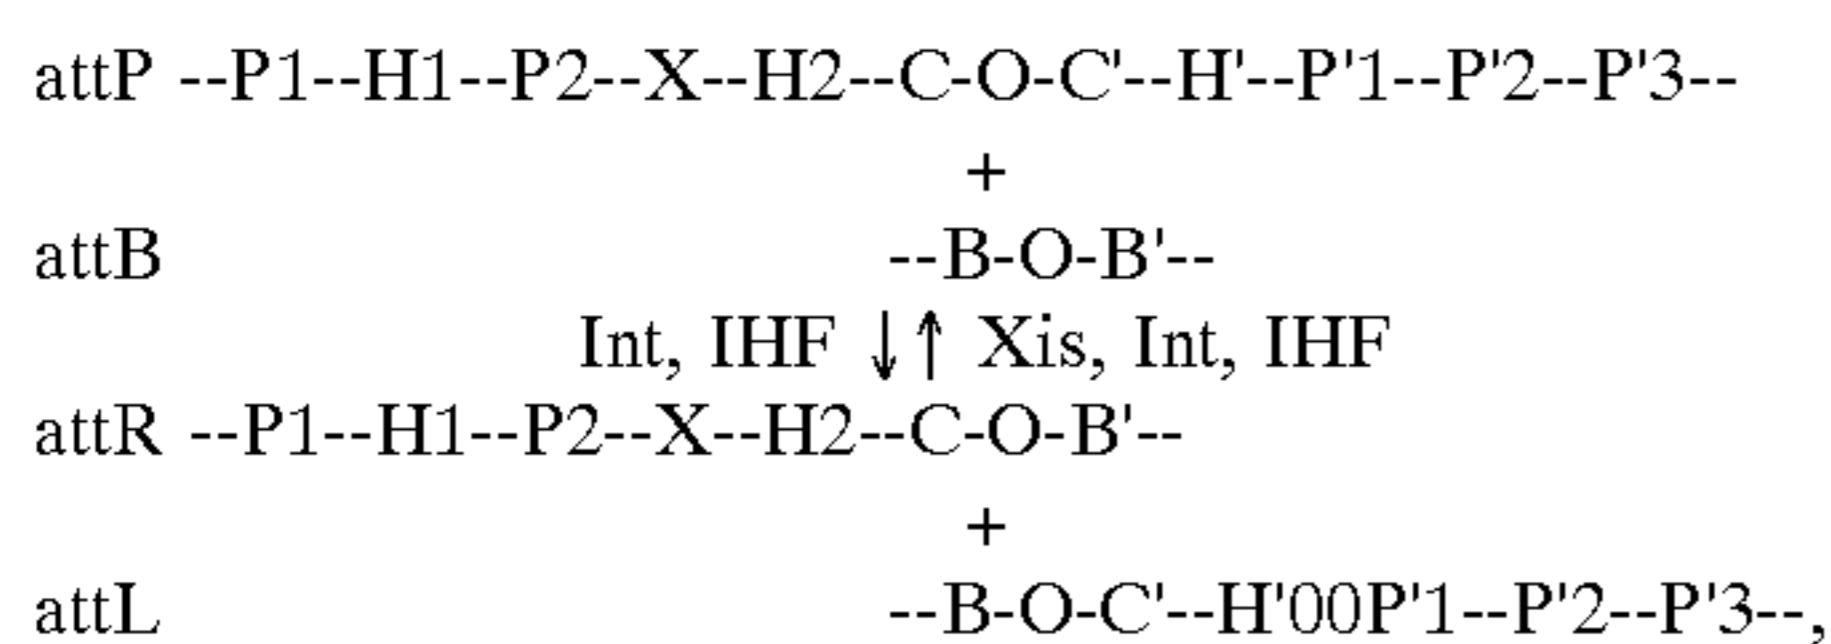 attP --P1--H1--P2--X--H2--C-O-C'--H'--P'1--P'2--P'3--
+
attB --B-O-B'--
Int, IHF ↓↑ Xis, Int, IHF
attR --P1--H1--P2--X--H2--C-O-B'--
+
attL --B-O-C'--H'00P'1--P'2--P'3--,